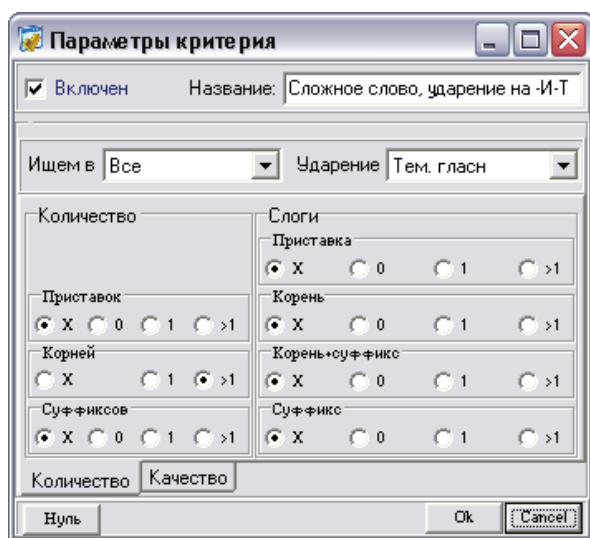 Параметры критерия
Включен Название: Сложное слово, ударение на -И-Т
Ищем в Все Ударение Тем. гласн
Количество Слоги
Приставка
X 0 1 >1
Приставок Корень
X 0 1 >1 X 0 1 >1
Корней Корень+суффикс
X 1 >1 X 0 1 >1
Суффиксов Суффикс
X 0 1 >1 X 0 1 >1
Количество Качество
Нуль Ok Cancel